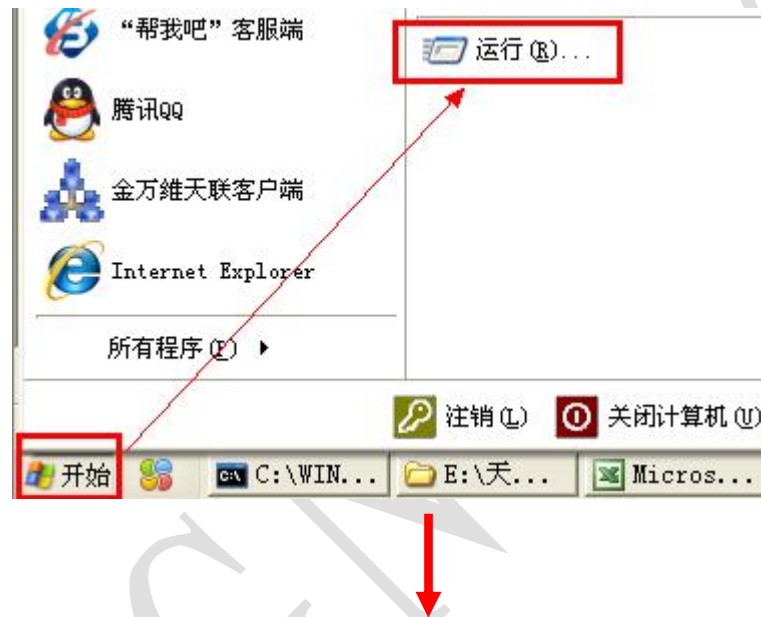 “帮我吧”客服端
运行(R)...
腾讯QQ
金万维天联客户端
Internet Explorer
所有程序(P)
注销(L)
关闭计算机(U)
开始
C:\WIN...
E:\天...
Micros...